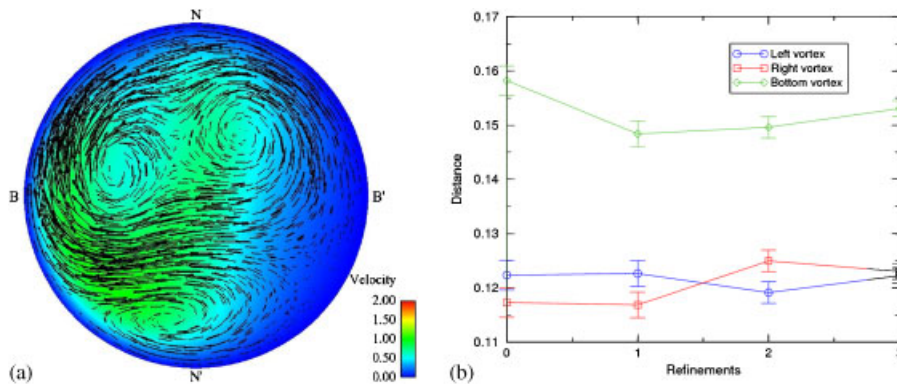 N
B
B'
N'
Velocity
2.00
1.50
1.00
0.50
0.00
(a)
0.17
0.16
0.15
0.14
0.13
0.12
0.11
Distance
Left vortex
Right vortex
Bottom vortex
0
1
2
3
Refinements
(b)